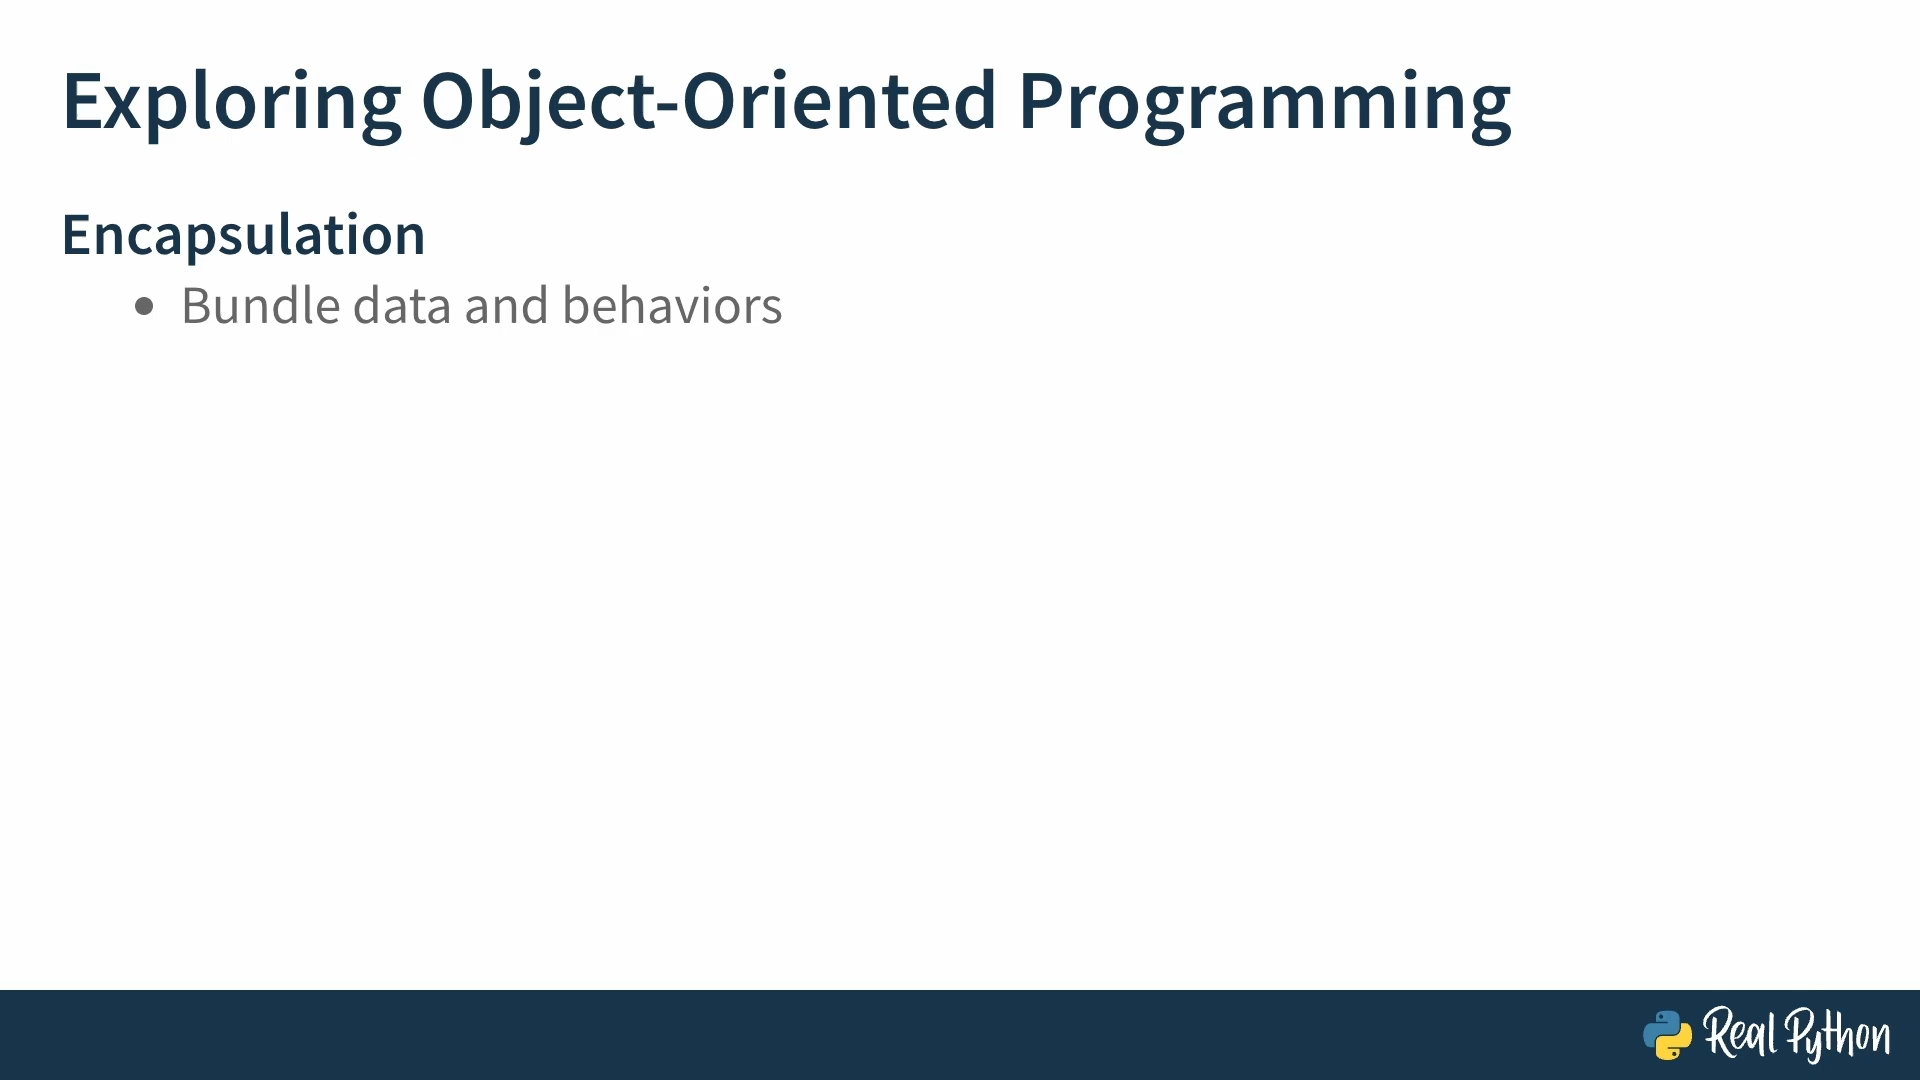 Exploring Object-Oriented Programming
Encapsulation
• Bundle data and behaviors
Real Python